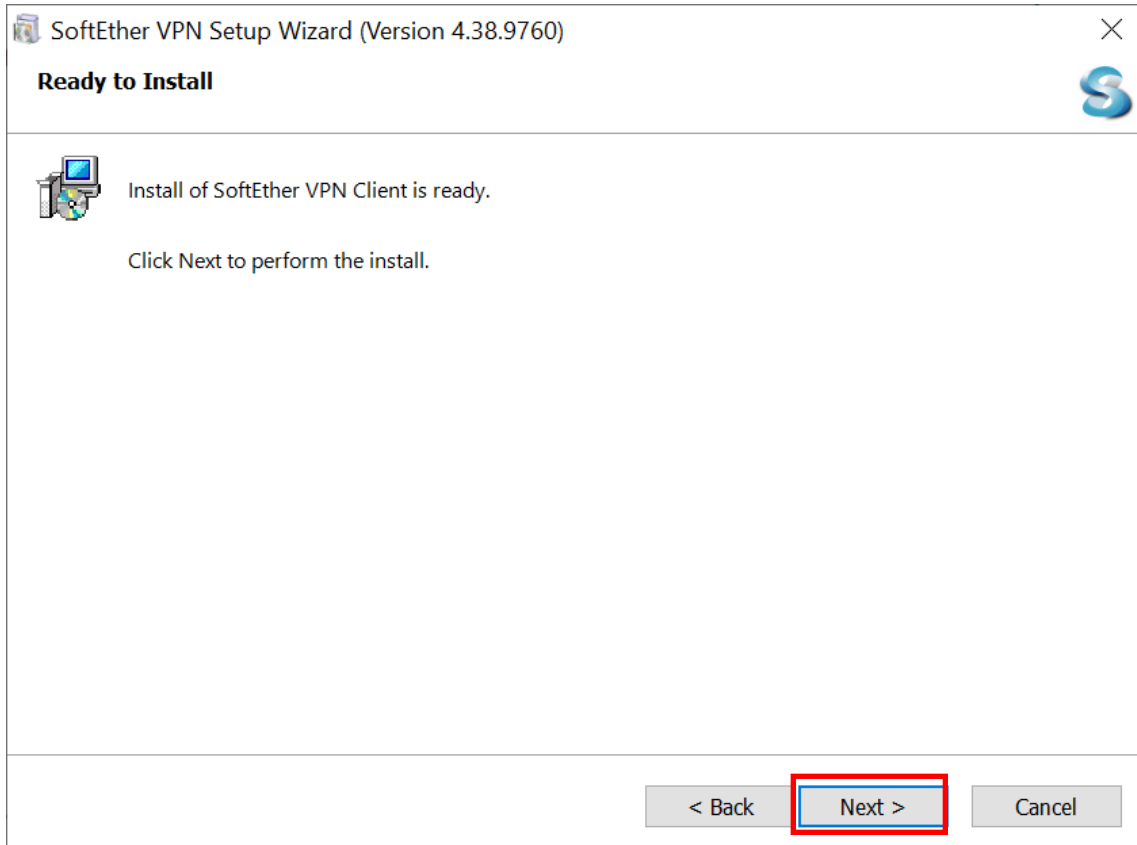 SoftEther VPN Setup Wizard (Version 4.38.9760)
Ready to Install
Install of SoftEther VPN Client is ready.
Click Next to perform the install.
< Back
Next >
Cancel